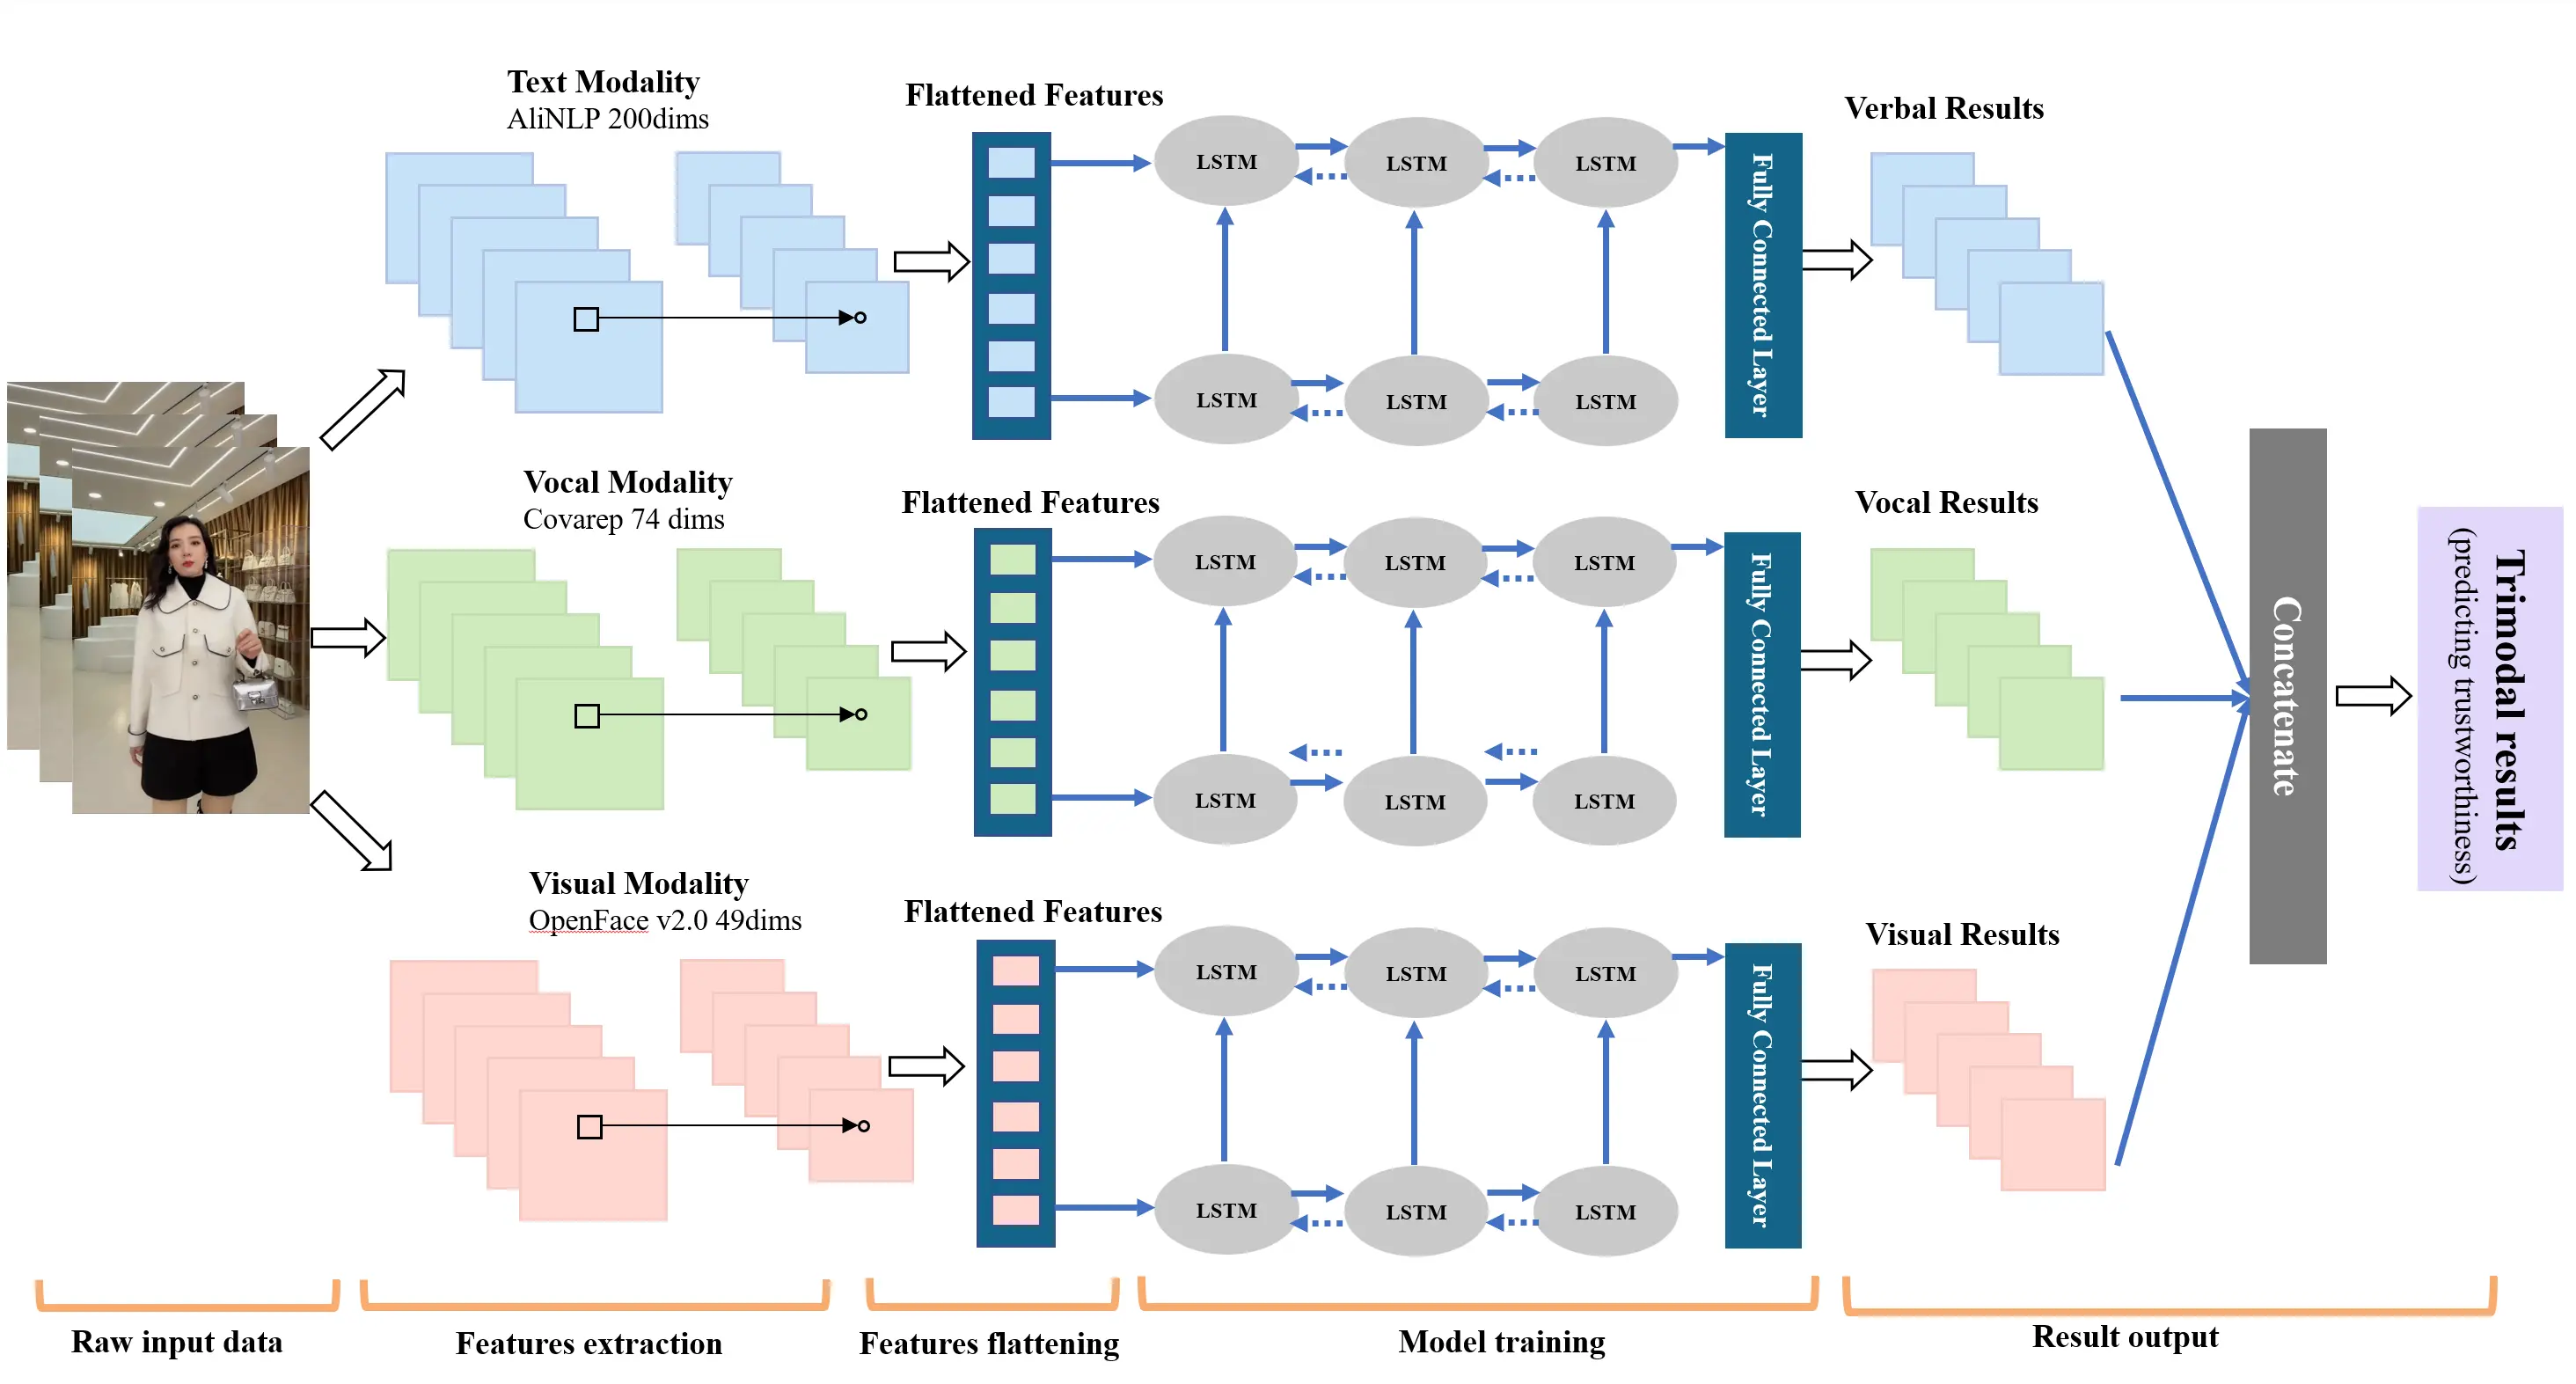 Text Modality
AliNLP 200dims
Flattened Features
LSTM
LSTM
LSTM
LSTM
LSTM
LSTM
Fully Connected Layer
Verbal Results
Vocal Modality
Covarep 74 dims
Flattened Features
LSTM
LSTM
LSTM
LSTM
LSTM
LSTM
Fully Connected Layer
Vocal Results
Visual Modality
OpenFace v2.0 49dims
Flattened Features
LSTM
LSTM
LSTM
LSTM
LSTM
LSTM
Fully Connected Layer
Visual Results
Concatenate
Trimodal results
(predicting trustworthiness)
Raw input data
Features extraction
Features flattening
Model training
Result output